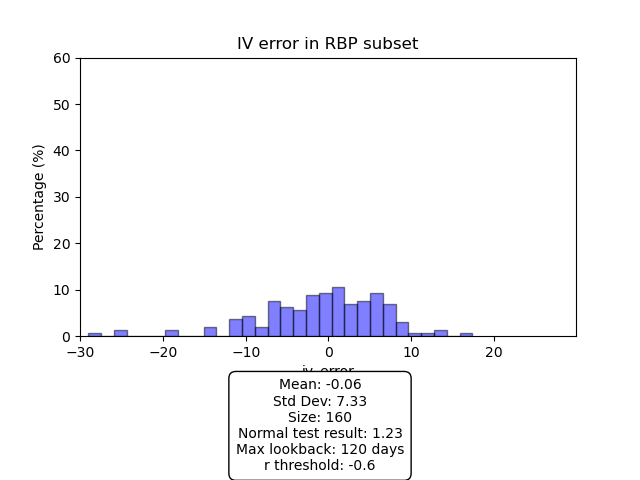 IV error in RBP subset
60
50
40
30
20
10
0
Percentage (%)
−30
−20
−10
0
10
20
iv_error
Mean: -0.06
Std Dev: 7.33
Size: 160
Normal test result: 1.23
Max lookback: 120 days
r threshold: -0.6